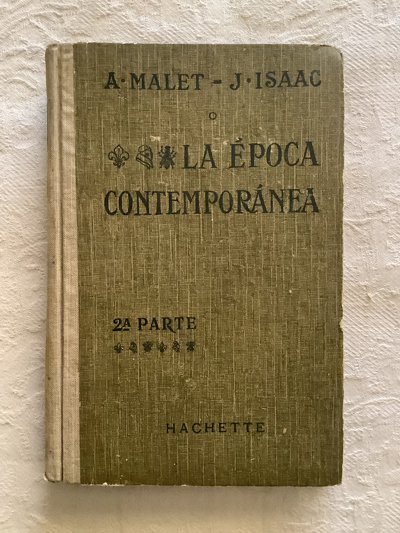 A·MALET - J·ISAAC
LA ÉPOCA
CONTEMPORÁNEA
2ª PARTE
HACHETTE